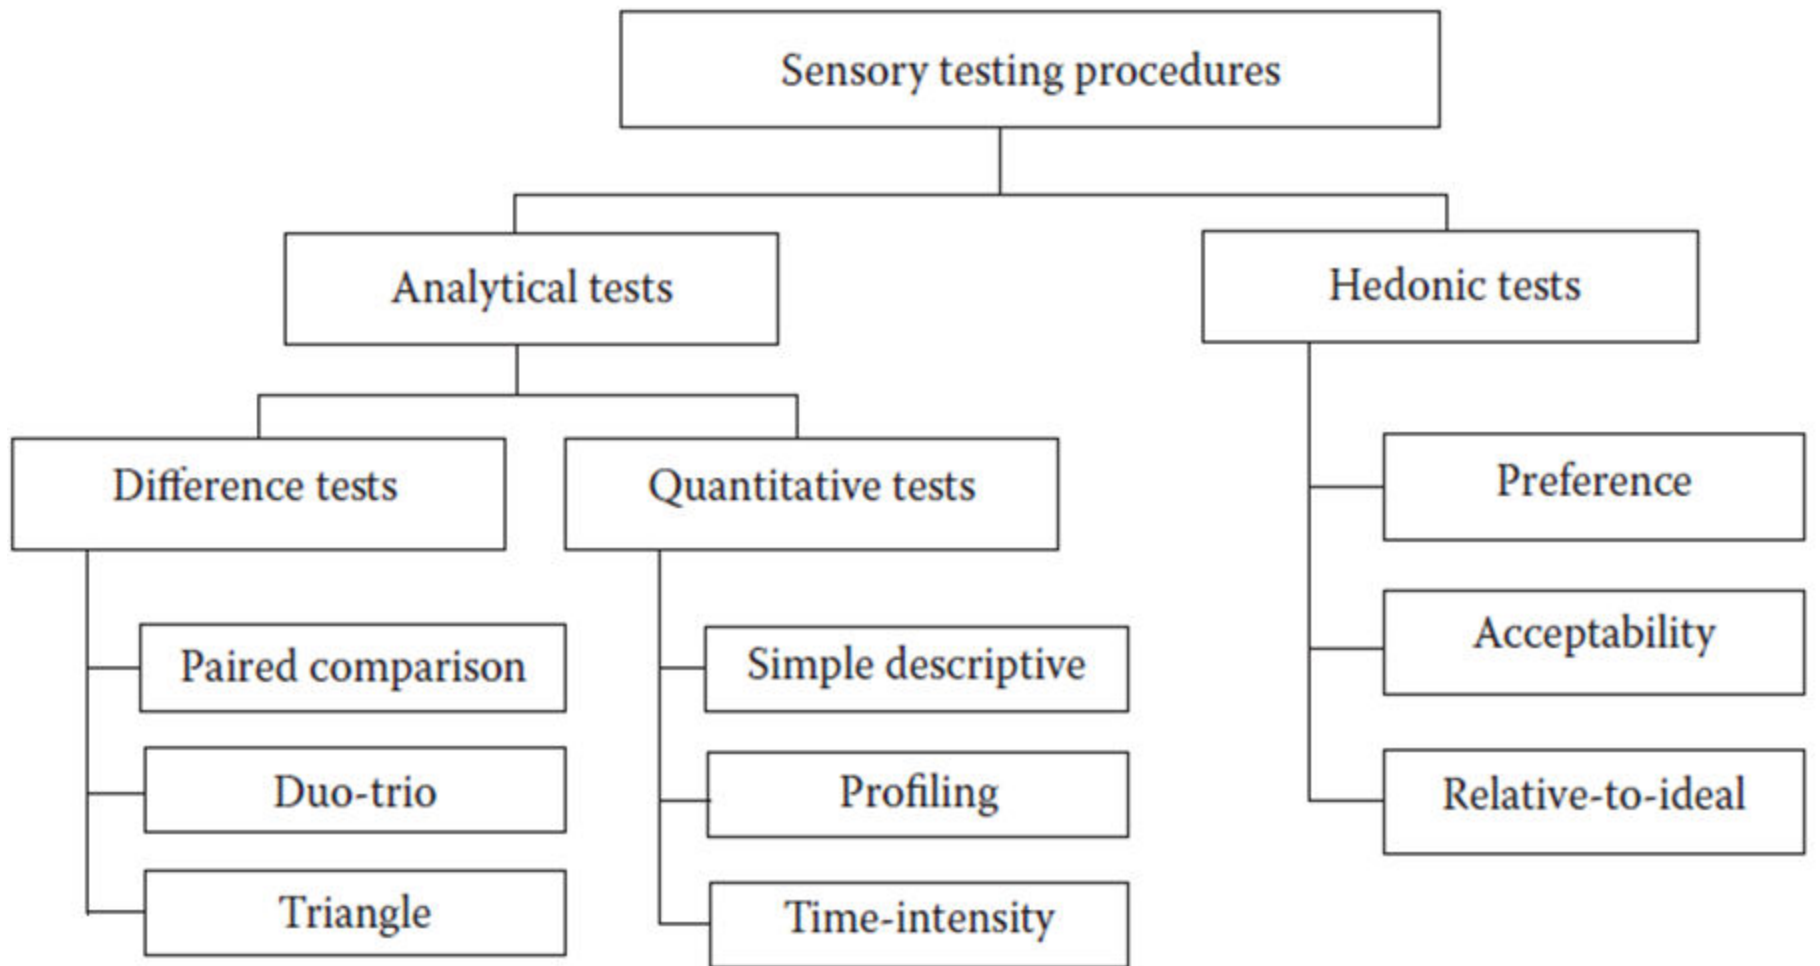 Sensory testing procedures
Analytical tests
Hedonic tests
Difference tests
Quantitative tests
Preference
Acceptability
Relative-to-ideal
Paired comparison
Simple descriptive
Duo-trio
Profiling
Triangle
Time-intensity